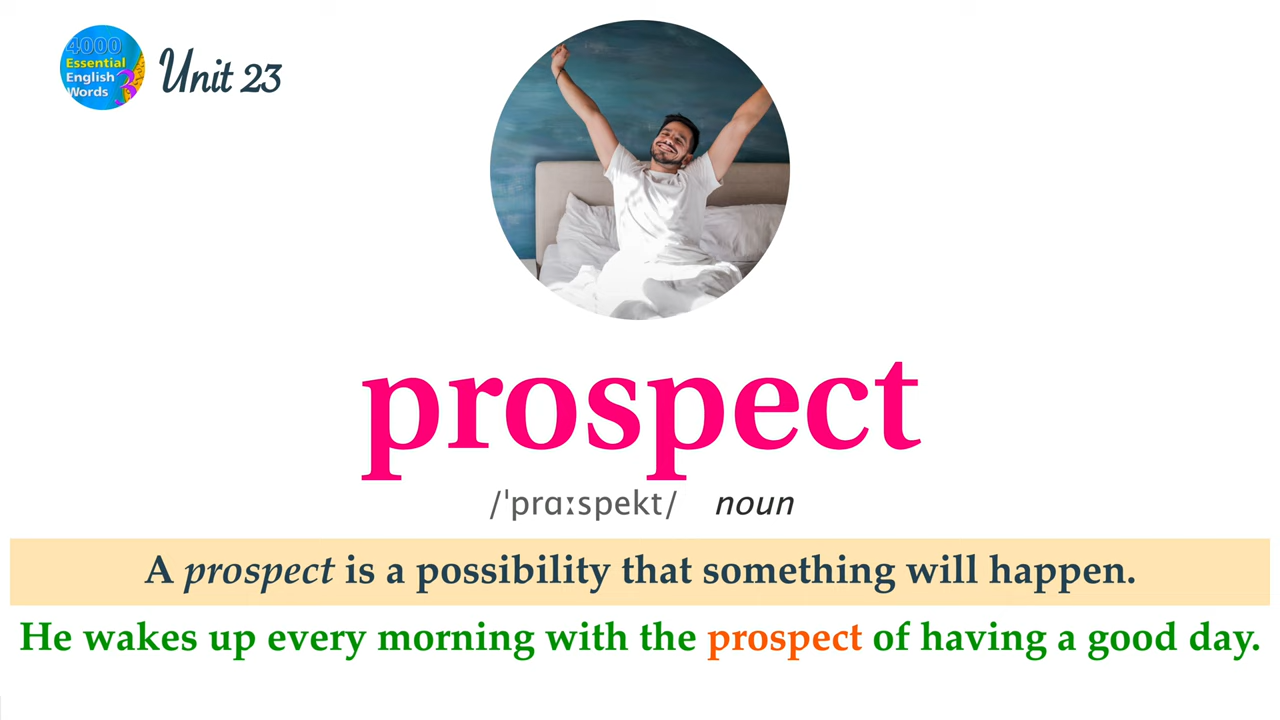 4000
Essential
English
Words 3
Unit 23
prospect
/ˈprɑːspekt/ noun
A prospect is a possibility that something will happen.
He wakes up every morning with the prospect of having a good day.